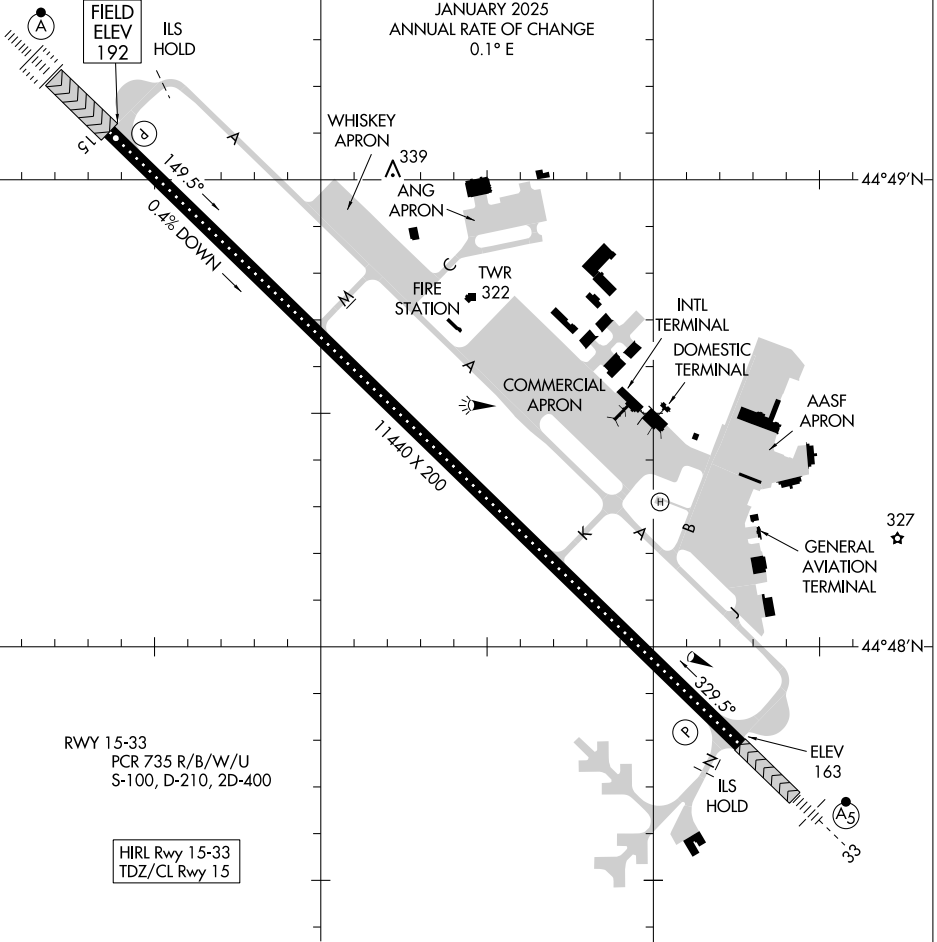 JANUARY 2025
ANNUAL RATE OF CHANGE
0.1° E
A
FIELD
ELEV
192
ILS
HOLD
15
P
A
149.5°
0.4% DOWN
WHISKEY
APRON
339
ANG
APRON
44°49'N
C
M
FIRE
STATION
TWR
322
A
INTL
TERMINAL
DOMESTIC
TERMINAL
COMMERCIAL
APRON
AASF
APRON
11440 X 200
H
K
A
B
327
GENERAL
AVIATION
TERMINAL
J
44°48'N
329.5°
P
N
ILS
HOLD
ELEV
163
A5
33
RWY 15-33
PCR 735 R/B/W/U
S-100, D-210, 2D-400
HIRL Rwy 15-33
TDZ/CL Rwy 15